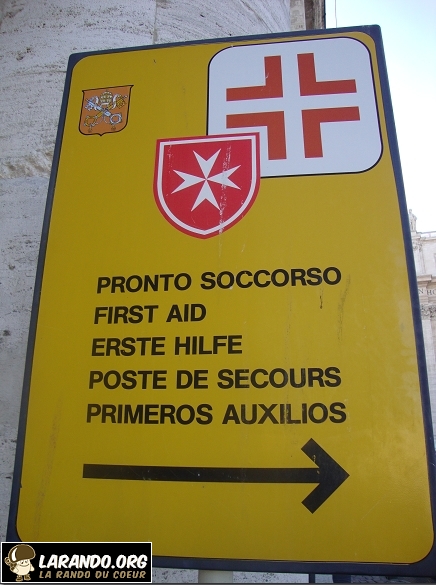 PRONTO SOCCORSO
FIRST AID
ERSTE HILFE
POSTE DE SECOURS
PRIMEROS AUXILIOS
LARANDO.ORG
LA RANDO DU COEUR